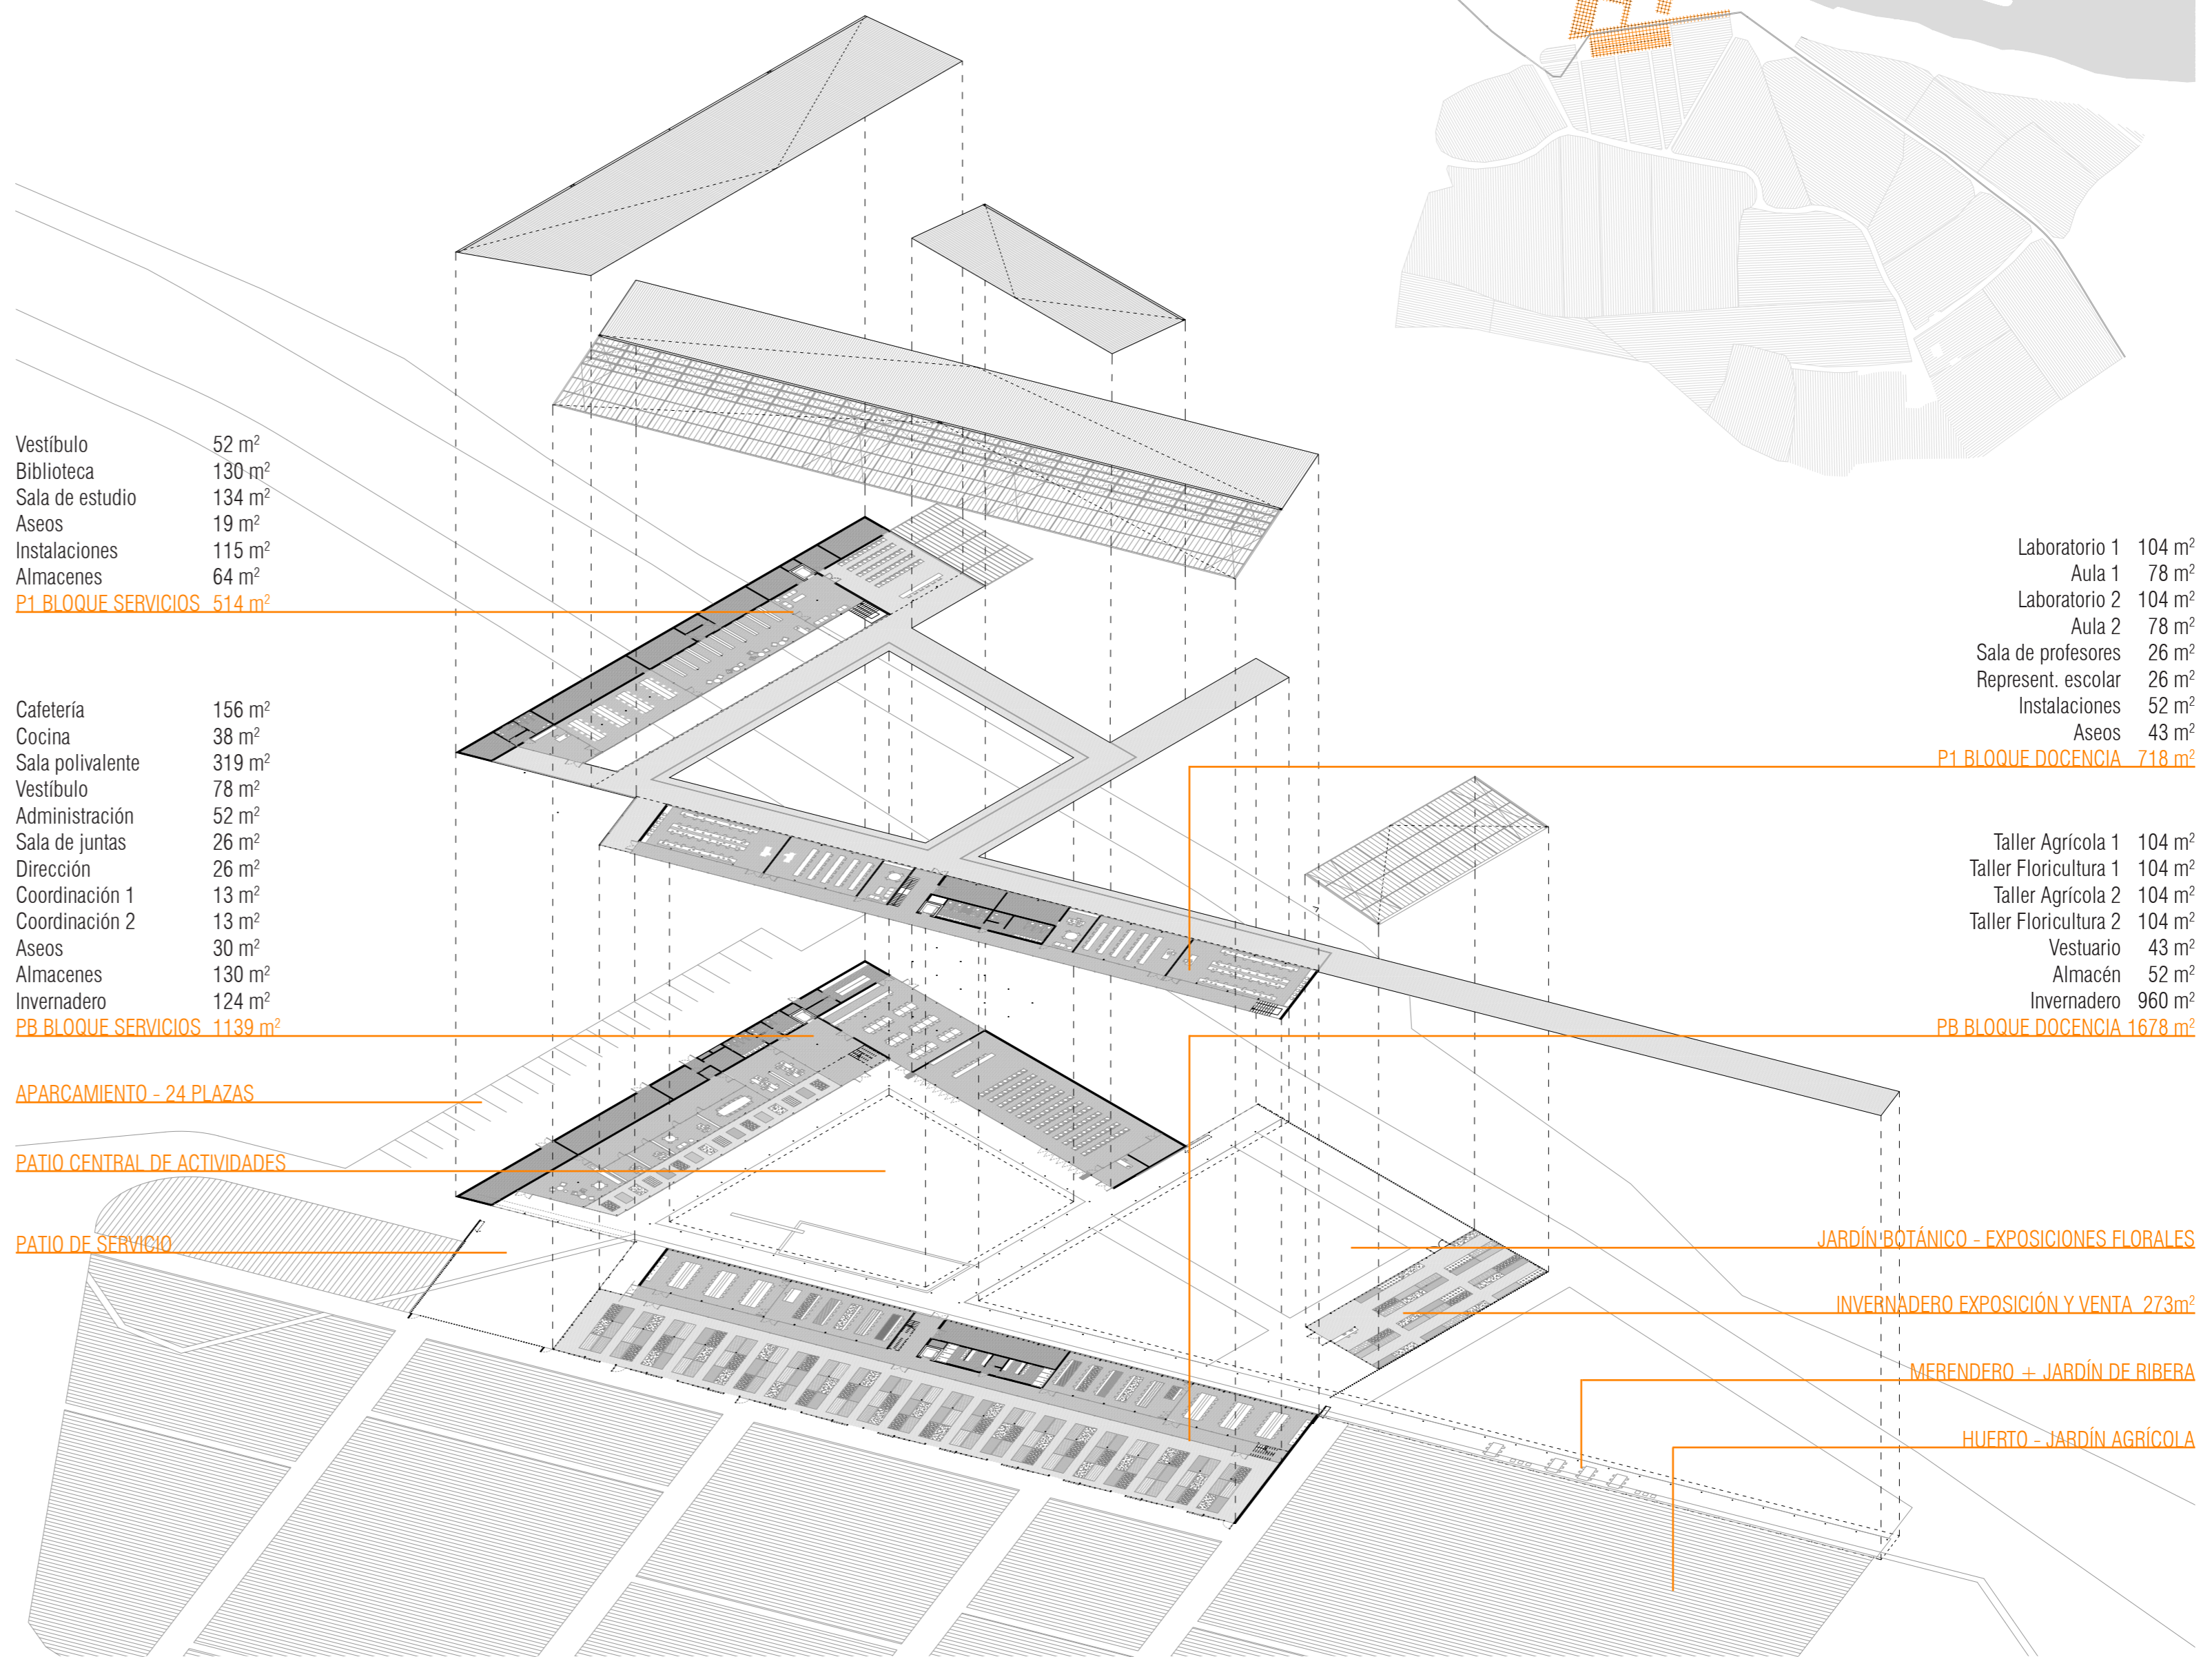 Vestíbulo 52 m²
Biblioteca 130 m²
Sala de estudio 134 m²
Aseos 19 m²
Instalaciones 115 m²
Almacenes 64 m²
P1 BLOQUE SERVICIOS 514 m²
Cafetería 156 m²
Cocina 38 m²
Sala polivalente 319 m²
Vestíbulo 78 m²
Administración 52 m²
Sala de juntas 26 m²
Dirección 26 m²
Coordinación 1 13 m²
Coordinación 2 13 m²
Aseos 30 m²
Almacenes 130 m²
Invernadero 124 m²
PB BLOQUE SERVICIOS 1139 m²
APARCAMIENTO - 24 PLAZAS
PATIO CENTRAL DE ACTIVIDADES
PATIO DE SERVICIO
Laboratorio 1 104 m²
Aula 1 78 m²
Laboratorio 2 104 m²
Aula 2 78 m²
Sala de profesores 26 m²
Represent. escolar 26 m²
Instalaciones 52 m²
Aseos 43 m²
P1 BLOQUE DOCENCIA 718 m²
Taller Agrícola 1 104 m²
Taller Floricultura 1 104 m²
Taller Agrícola 2 104 m²
Taller Floricultura 2 104 m²
Vestuario 43 m²
Almacén 52 m²
Invernadero 960 m²
PB BLOQUE DOCENCIA 1678 m²
JARDÍN BOTÁNICO - EXPOSICIONES FLORALES
INVERNADERO EXPOSICIÓN Y VENTA 273m²
MERENDERO + JARDÍN DE RIBERA
HUERTO - JARDÍN AGRÍCOLA